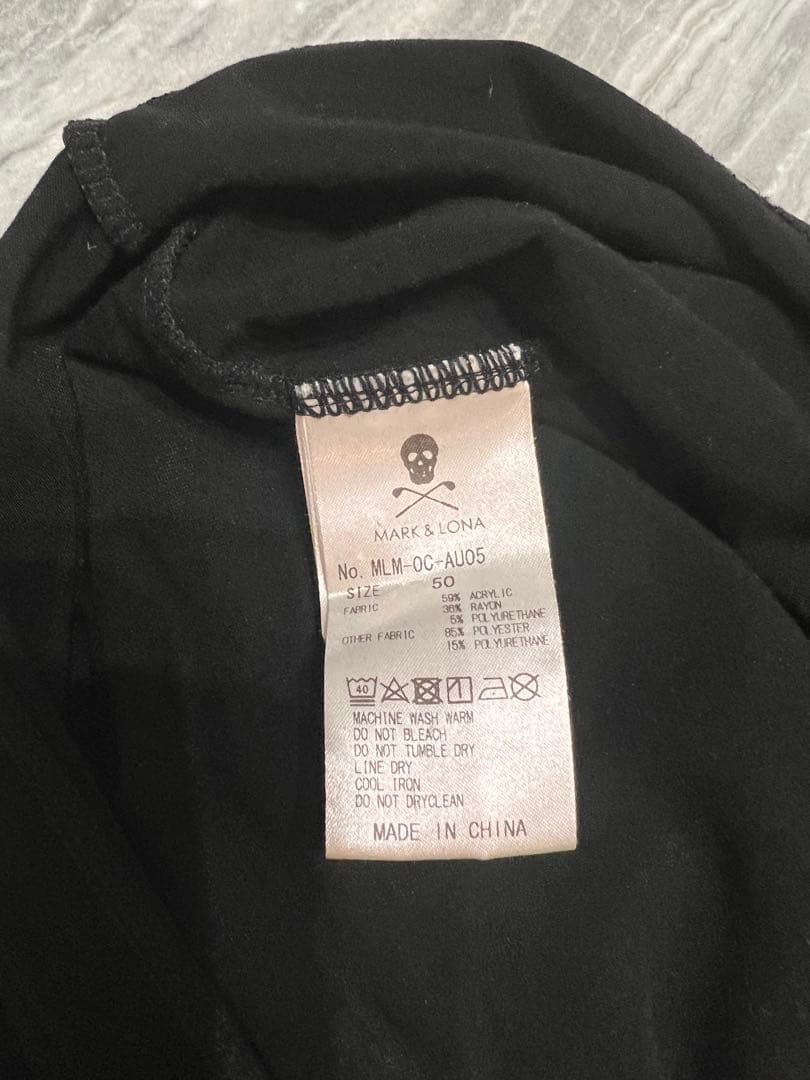 MARK & LONA
No. MLM-OC-AU05
SIZE 50
FABRIC 59% ACRYLIC
36% RAYON
5% POLYURETHANE
OTHER FABRIC 85% POLYESTER
15% POLYURETHANE
40
MACHINE WASH WARM
DO NOT BLEACH
DO NOT TUMBLE DRY
LINE DRY
COOL IRON
DO NOT DRYCLEAN
MADE IN CHINA